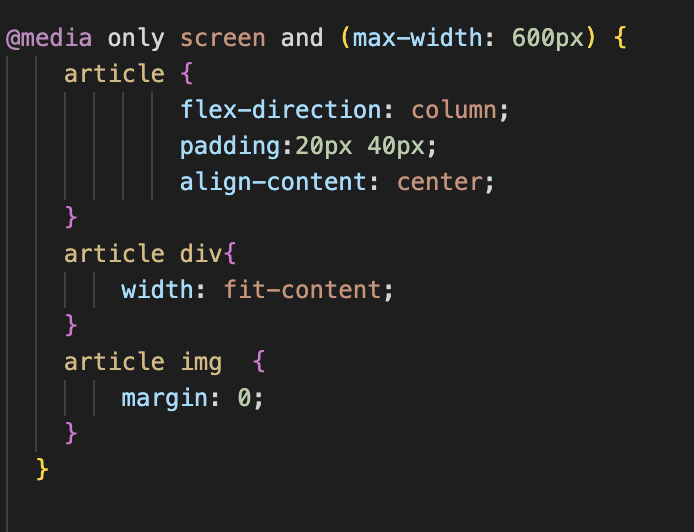 @media only screen and (max-width: 600px) {
    article {
            flex-direction: column;
            padding:20px 40px;
            align-content: center;
    }
    article div{
        width: fit-content;
    }
    article img  {
        margin: 0;
    }
  }